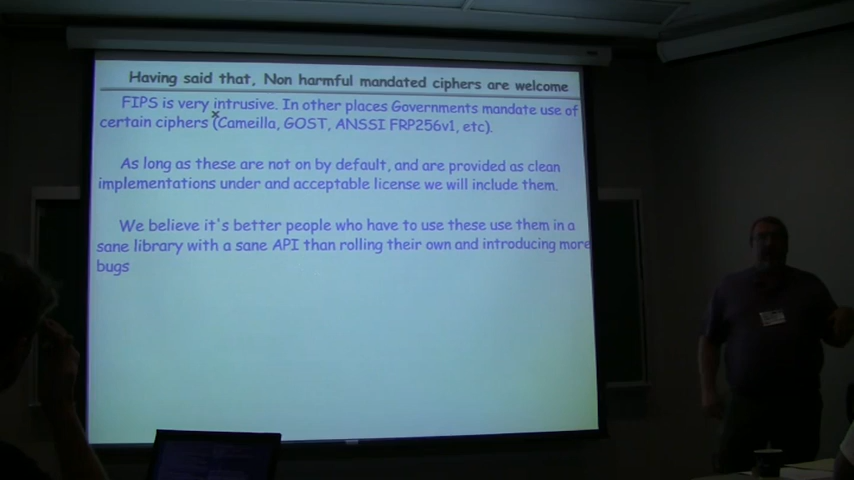 Having said that, Non harmful mandated ciphers are welcome
FIPS is very intrusive. In other places Governments mandate use of
certain ciphers (Cameilla, GOST, ANSSI FRP256v1, etc).
As long as these are not on by default, and are provided as clean
implementations under and acceptable license we will include them.
We believe it's better people who have to use these use them in a
sane library with a sane API than rolling their own and introducing more
bugs